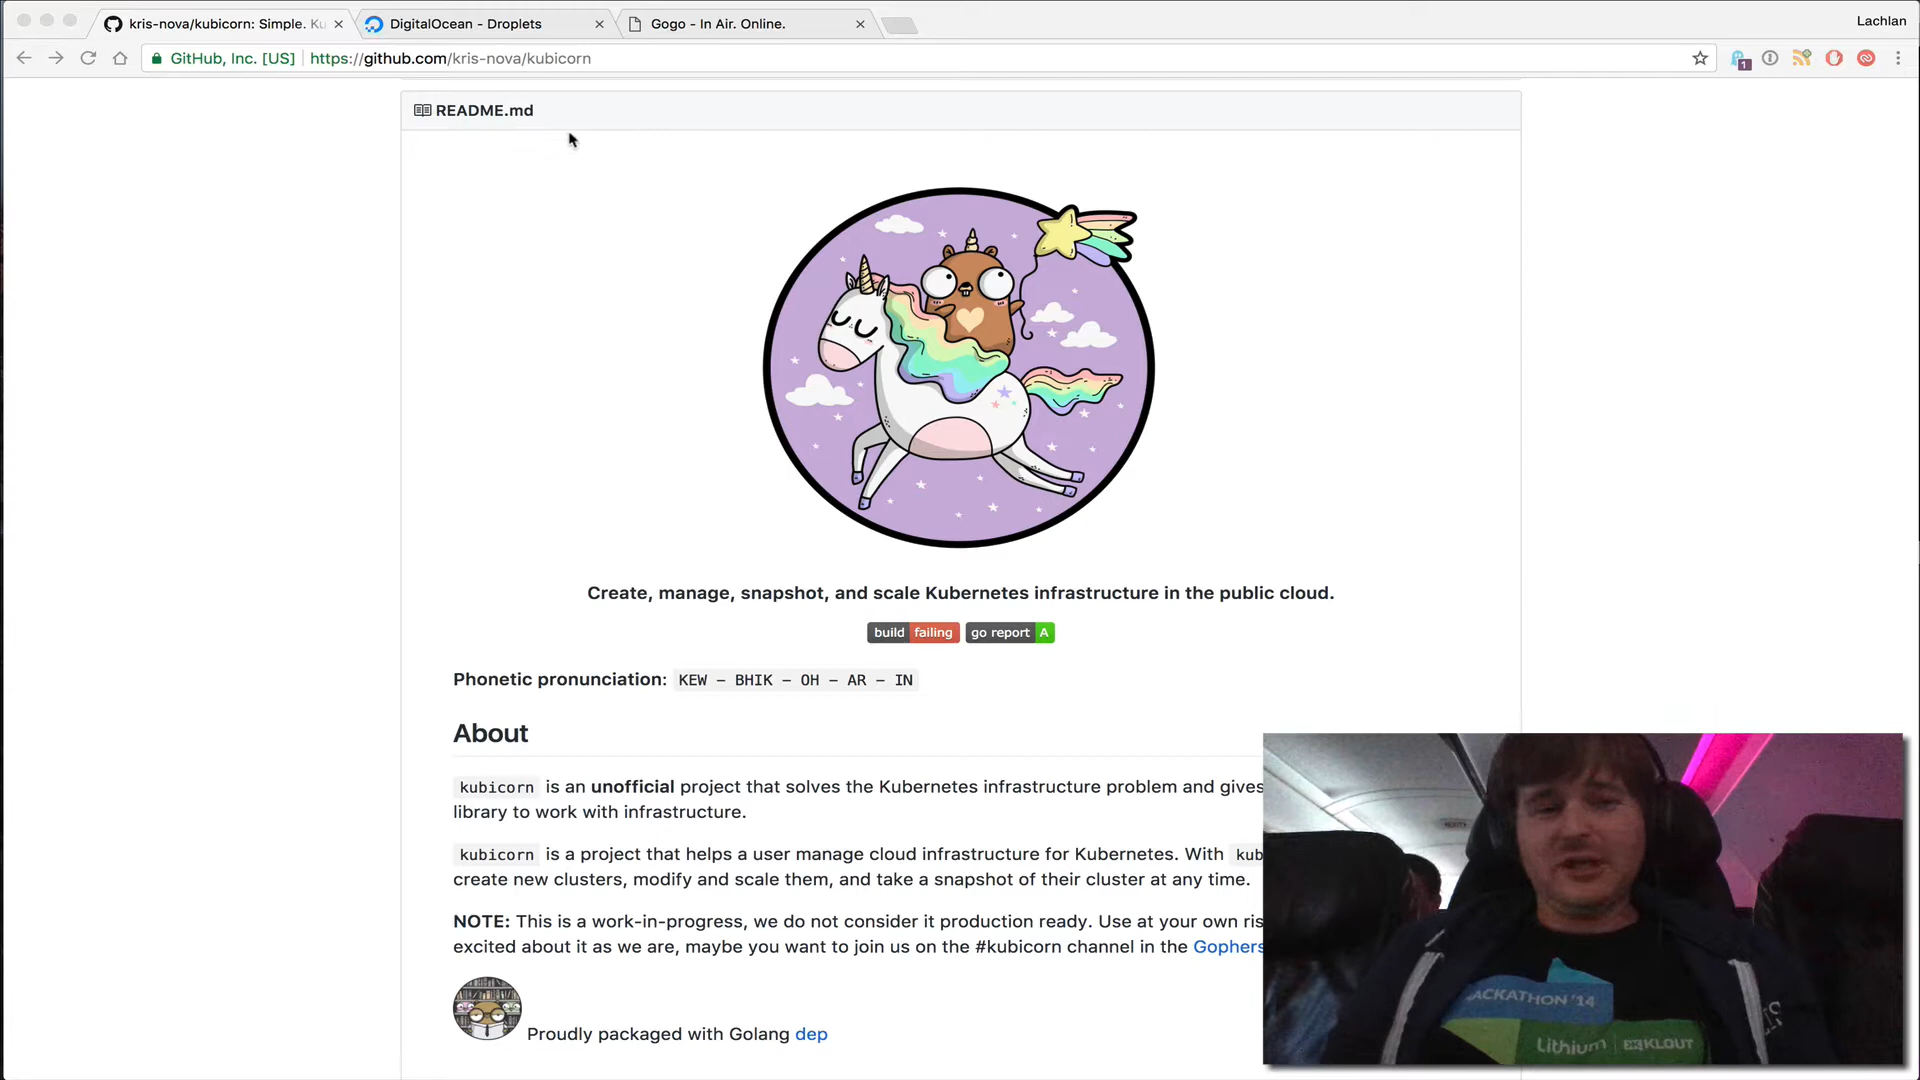 kris-nova/kubicorn: Simple. Ku
DigitalOcean - Droplets
Gogo - In Air. Online.
Lachlan
GitHub, Inc. [US]
https://github.com/kris-nova/kubicorn
1
README.md
Create, manage, snapshot, and scale Kubernetes infrastructure in the public cloud.
build failing go report A
Phonetic pronunciation: KEW – BHIK – OH – AR – IN
About
kubicorn is an unofficial project that solves the Kubernetes infrastructure problem and gives
library to work with infrastructure.
kubicorn is a project that helps a user manage cloud infrastructure for Kubernetes. With kub
create new clusters, modify and scale them, and take a snapshot of their cluster at any time.
NOTE: This is a work-in-progress, we do not consider it production ready. Use at your own ris
excited about it as we are, maybe you want to join us on the #kubicorn channel in the Gophers
Proudly packaged with Golang dep
ACKATHON '14
Lithium KLOUT